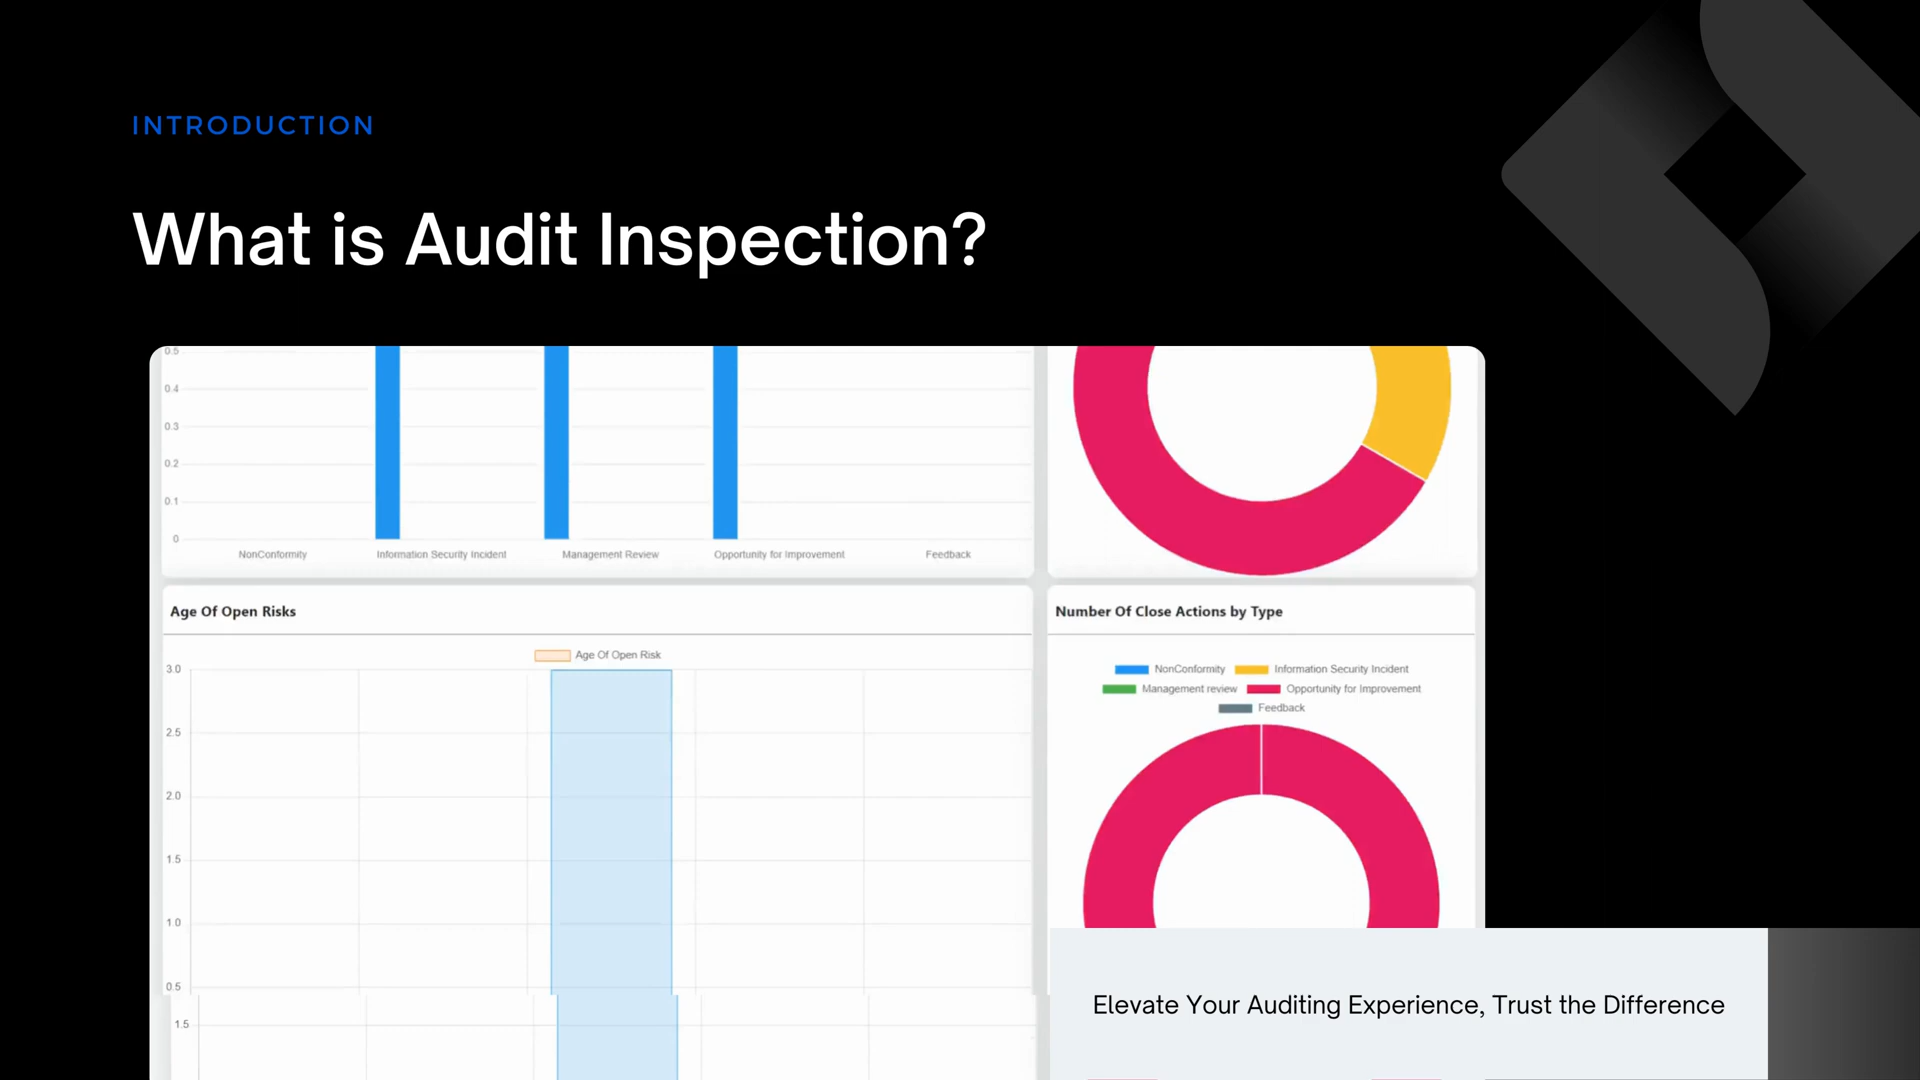 INTRODUCTION
What is Audit Inspection?
0.5
0.4
0.3
0.2
0.1
0
NonConformity Information Security Incident Management Review Opportunity for Improvement Feedback
Age Of Open Risks
Age Of Open Risk
3.0
2.5
2.0
1.5
1.0
0.5
1.5
Number Of Close Actions by Type
NonConformity Information Security Incident
Management review Opportunity for Improvement
Feedback
Elevate Your Auditing Experience, Trust the Difference